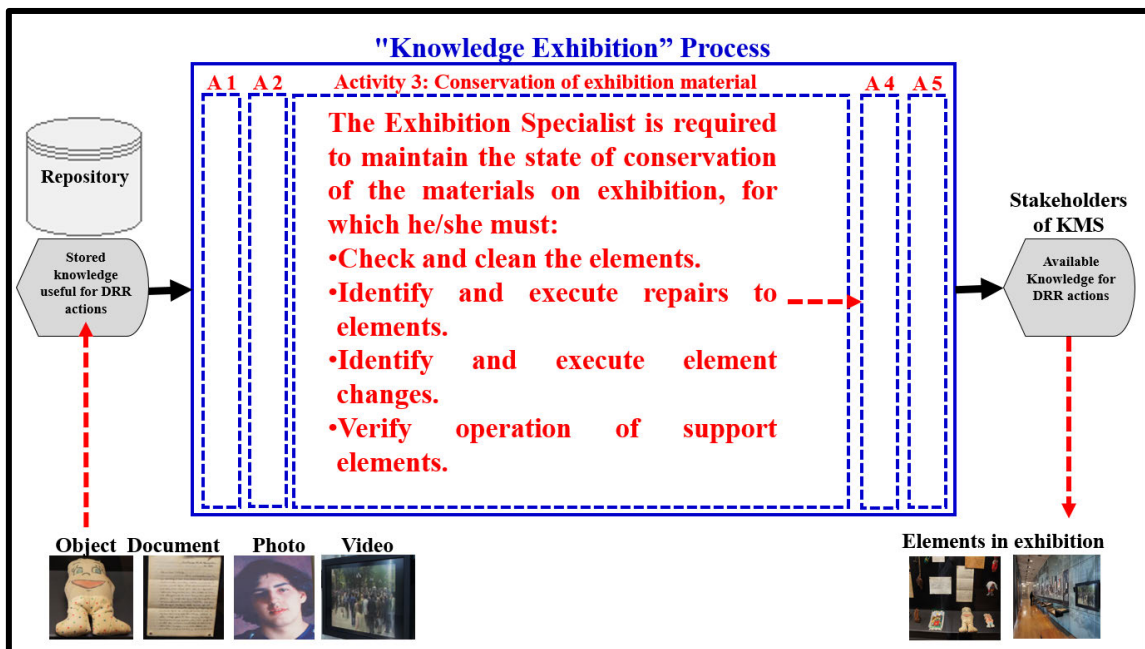 "Knowledge Exhibition” Process
A 1
A 2
Activity 3: Conservation of exhibition material
A 4
A 5
The Exhibition Specialist is required
to maintain the state of conservation
of the materials on exhibition, for
which he/she must:
•Check and clean the elements.
•Identify and execute repairs to
elements.
•Identify and execute element
changes.
•Verify operation of support
elements.
Repository
Stored
knowledge
useful for DRR
actions
Stakeholders
of KMS
Available
Knowledge for
DRR actions
Object
Document
Photo
Video
Elements in exhibition